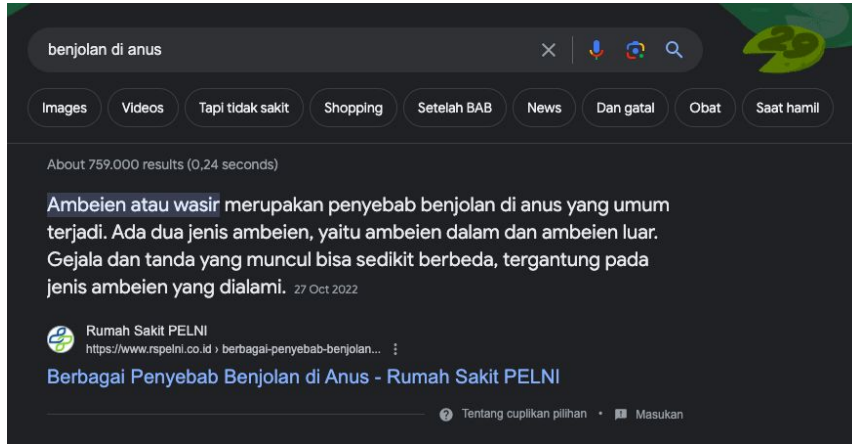 benjolan di anus
29
Images
Videos
Tapi tidak sakit
Shopping
Setelah BAB
News
Dan gatal
Obat
Saat hamil
About 759.000 results (0,24 seconds)
Ambeien atau wasir merupakan penyebab benjolan di anus yang umum
terjadi. Ada dua jenis ambeien, yaitu ambeien dalam dan ambeien luar.
Gejala dan tanda yang muncul bisa sedikit berbeda, tergantung pada
jenis ambeien yang dialami. 27 Oct 2022
Rumah Sakit PELNI
https://www.rspelni.co.id › berbagai-penyebab-benjolan...
Berbagai Penyebab Benjolan di Anus - Rumah Sakit PELNI
Tentang cuplikan pilihan • Masukan